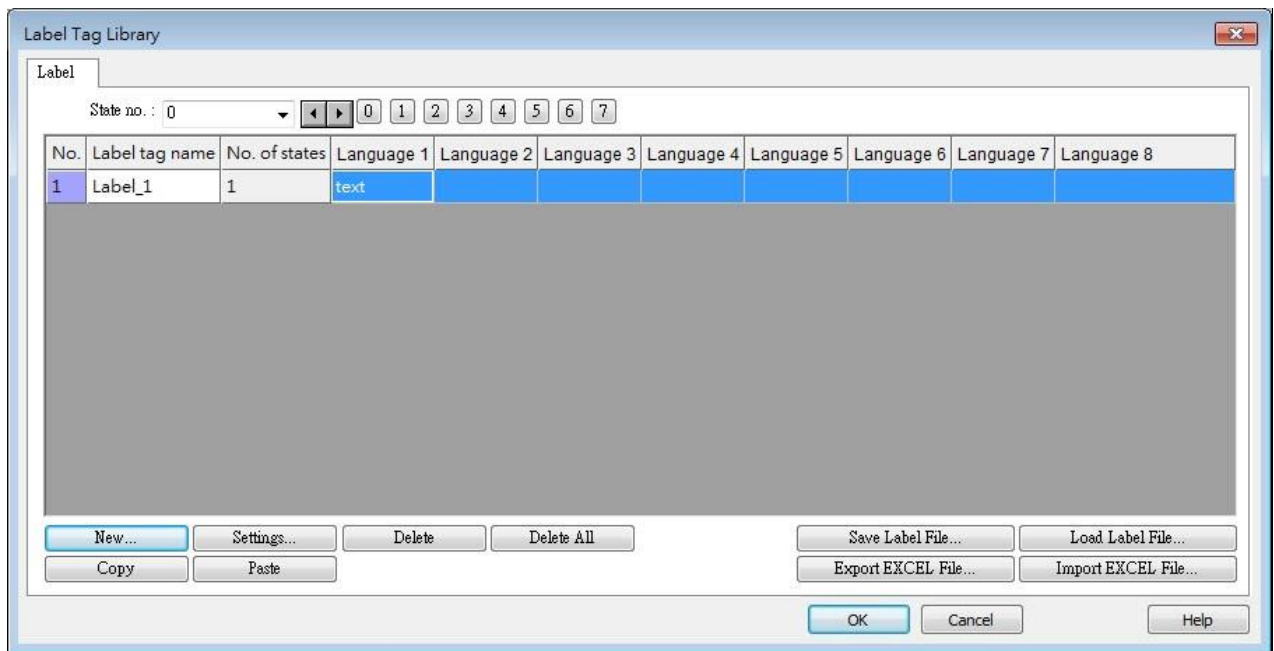 Label Tag Library
Label
State no. : 0 0 1 2 3 4 5 6 7
No. Label tag name No. of states Language 1 Language 2 Language 3 Language 4 Language 5 Language 6 Language 7 Language 8
1 Label_1 1 text
New... Settings... Delete Delete All Save Label File... Load Label File...
Copy Paste Export EXCEL File... Import EXCEL File...
OK Cancel Help